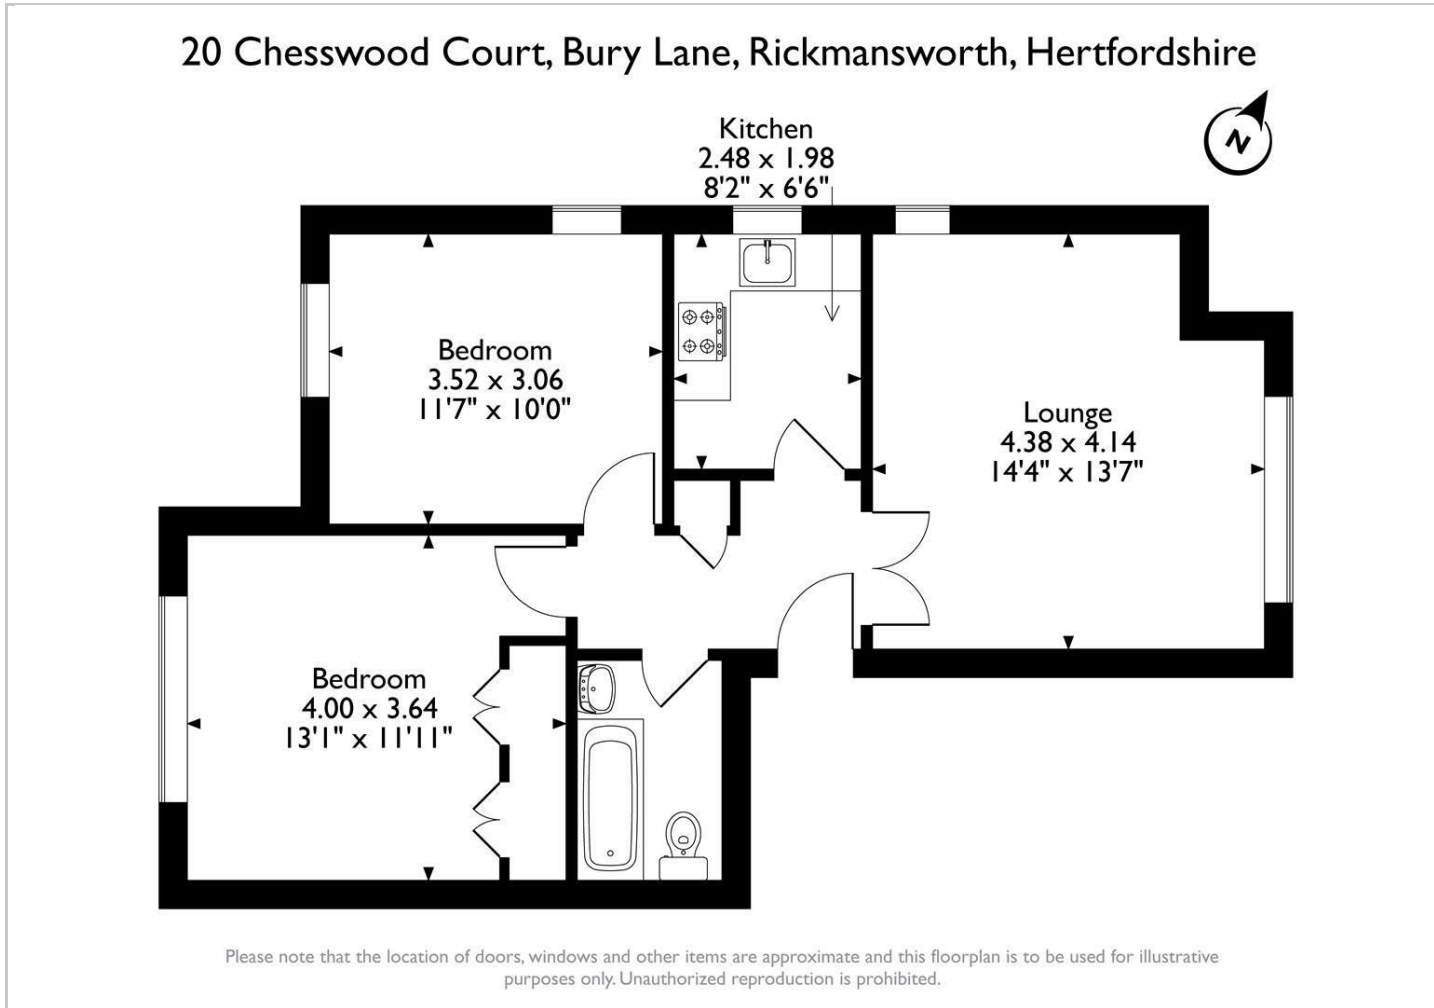 20 Chesswood Court, Bury Lane, Rickmansworth, Hertfordshire
N
Kitchen
2.48 x 1.98
8'2" x 6'6"
Bedroom
3.52 x 3.06
11'7" x 10'0"
Lounge
4.38 x 4.14
14'4" x 13'7"
Bedroom
4.00 x 3.64
13'1" x 11'11"
Please note that the location of doors, windows and other items are approximate and this floorplan is to be used for illustrative
purposes only. Unauthorized reproduction is prohibited.